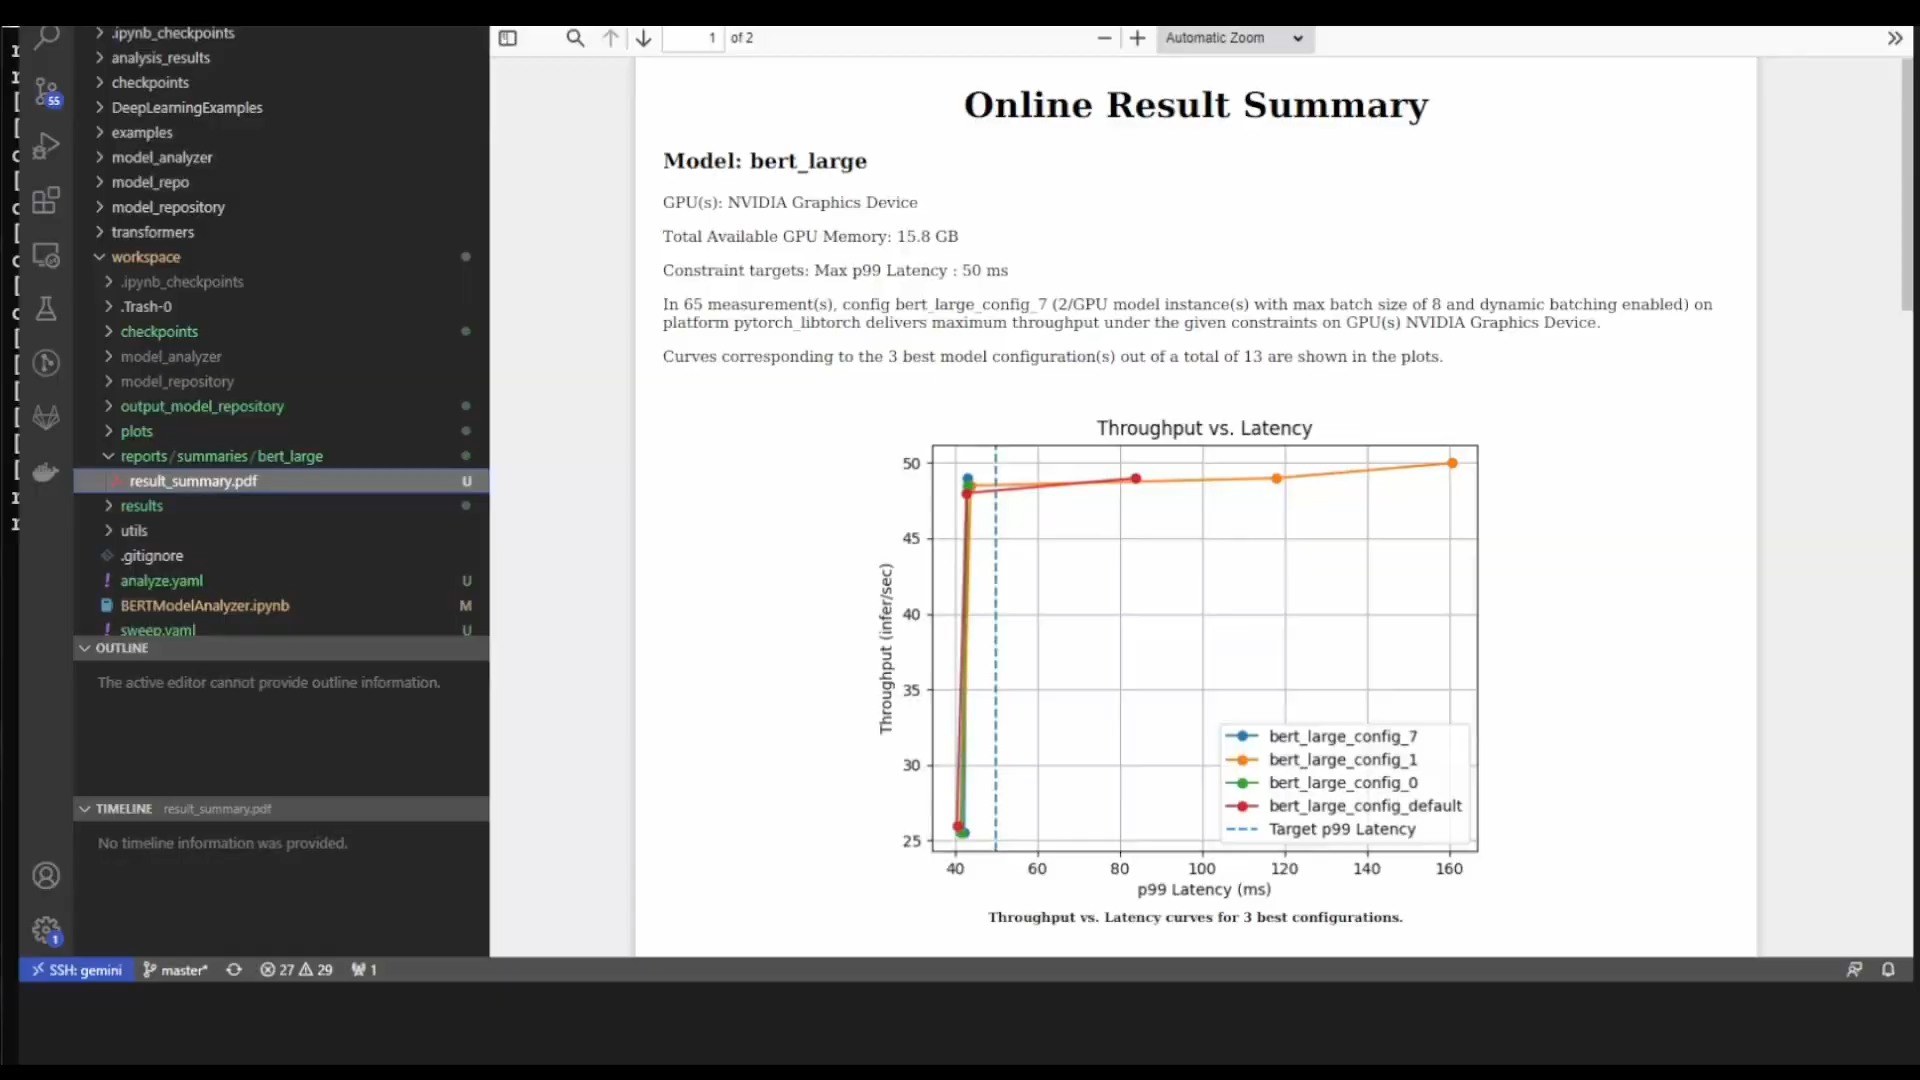 .ipynb_checkpoints
analysis_results
checkpoints
DeepLearningExamples
examples
model_analyzer
model_repo
model_repository
transformers
workspace
.ipynb_checkpoints
.Trash-0
checkpoints
model_analyzer
model_repository
output_model_repository
plots
reports/summaries/bert_large
result_summary.pdf U
results
utils
.gitignore
! analyze.yaml U
BERTModelAnalyzer.ipynb M
! sweep.yaml U
OUTLINE
The active editor cannot provide outline information.
TIMELINE result_summary.pdf
No timeline information was provided.
55
1
1 of 2
Automatic Zoom
Online Result Summary
Model: bert_large
GPU(s): NVIDIA Graphics Device
Total Available GPU Memory: 15.8 GB
Constraint targets: Max p99 Latency : 50 ms
In 65 measurement(s), config bert_large_config_7 (2/GPU model instance(s) with max batch size of 8 and dynamic batching enabled) on
platform pytorch_libtorch delivers maximum throughput under the given constraints on GPU(s) NVIDIA Graphics Device.
Curves corresponding to the 3 best model configuration(s) out of a total of 13 are shown in the plots.
Throughput vs. Latency
50
45
40
35
30
25
Throughput (infer/sec)
bert_large_config_7
bert_large_config_1
bert_large_config_0
bert_large_config_default
Target p99 Latency
40 60 80 100 120 140 160
p99 Latency (ms)
Throughput vs. Latency curves for 3 best configurations.
SSH: gemini master* 27 29 1